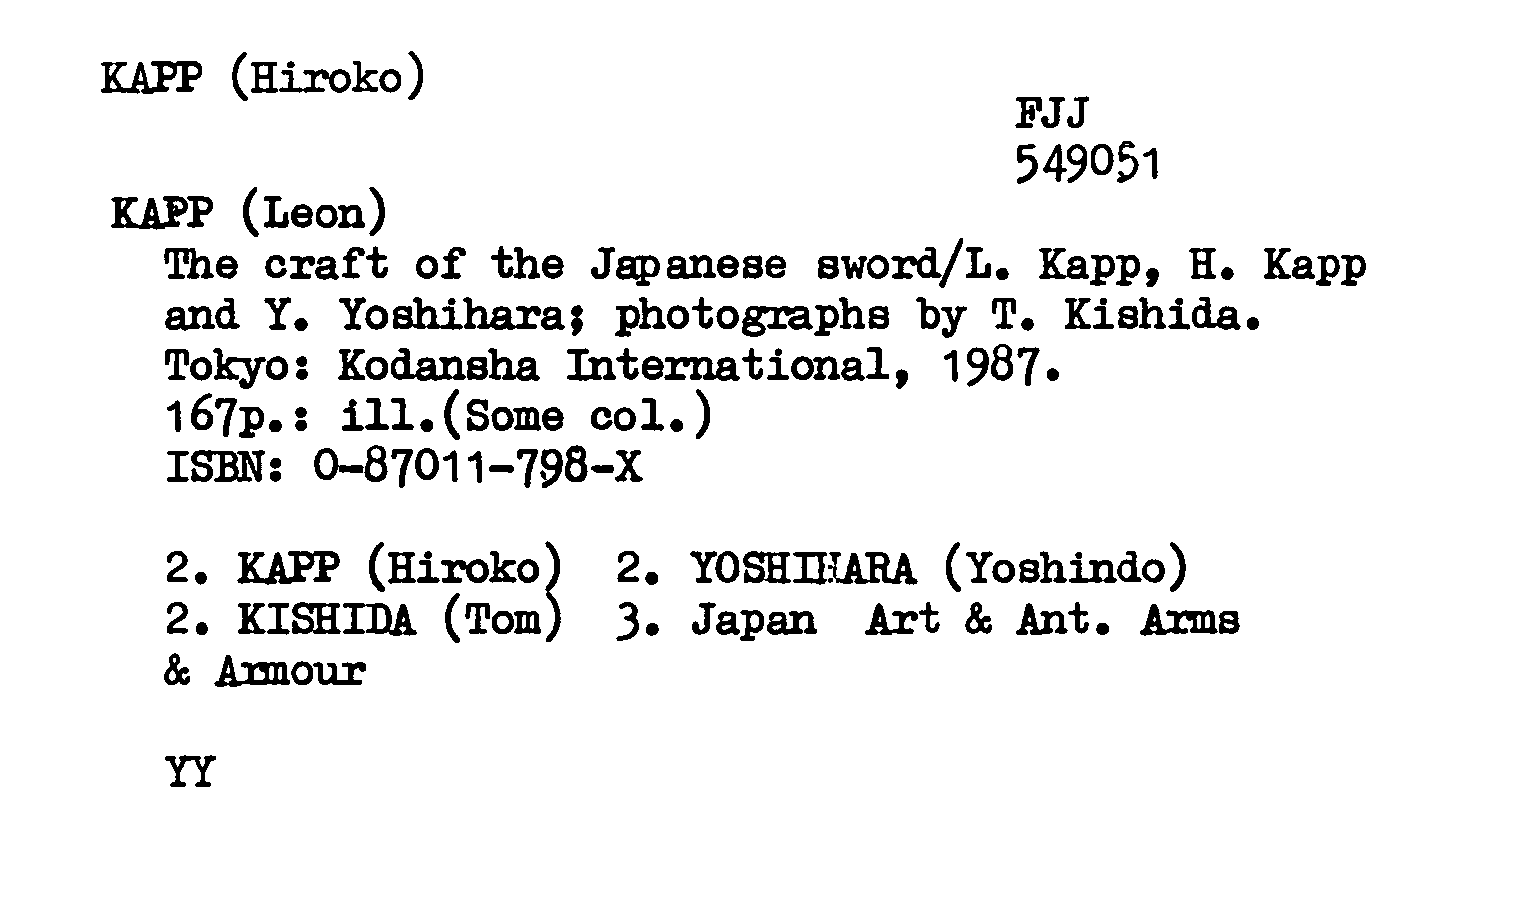 KAPP (Hiroko)
FJJ
549051
KAPP (Leon)
The craft of the Japanese sword/L. Kapp, H. Kapp
and Y. Yoshihara; photographs by T. Kishida.
Tokyo: Kodansha International, 1987.
167p.: ill.(Some col.)
ISBN: 0-87011-798-X
2. KAPP (Hiroko) 2. YOSHIHARA (Yoshindo)
2. KISHIDA (Tom) 3. Japan Art & Ant. Arms
& Armour
YY